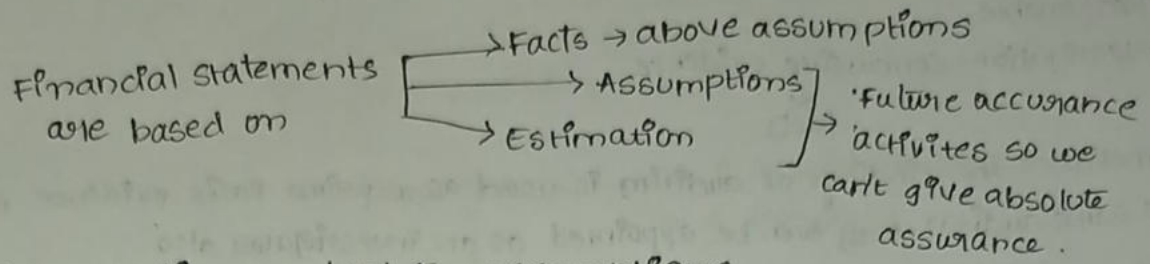 Financial statements are based on
→ Facts → above assumptions
→ Assumptions
→ Estimation
→ Future accurance
activites so we
can't give absolute
assurance.